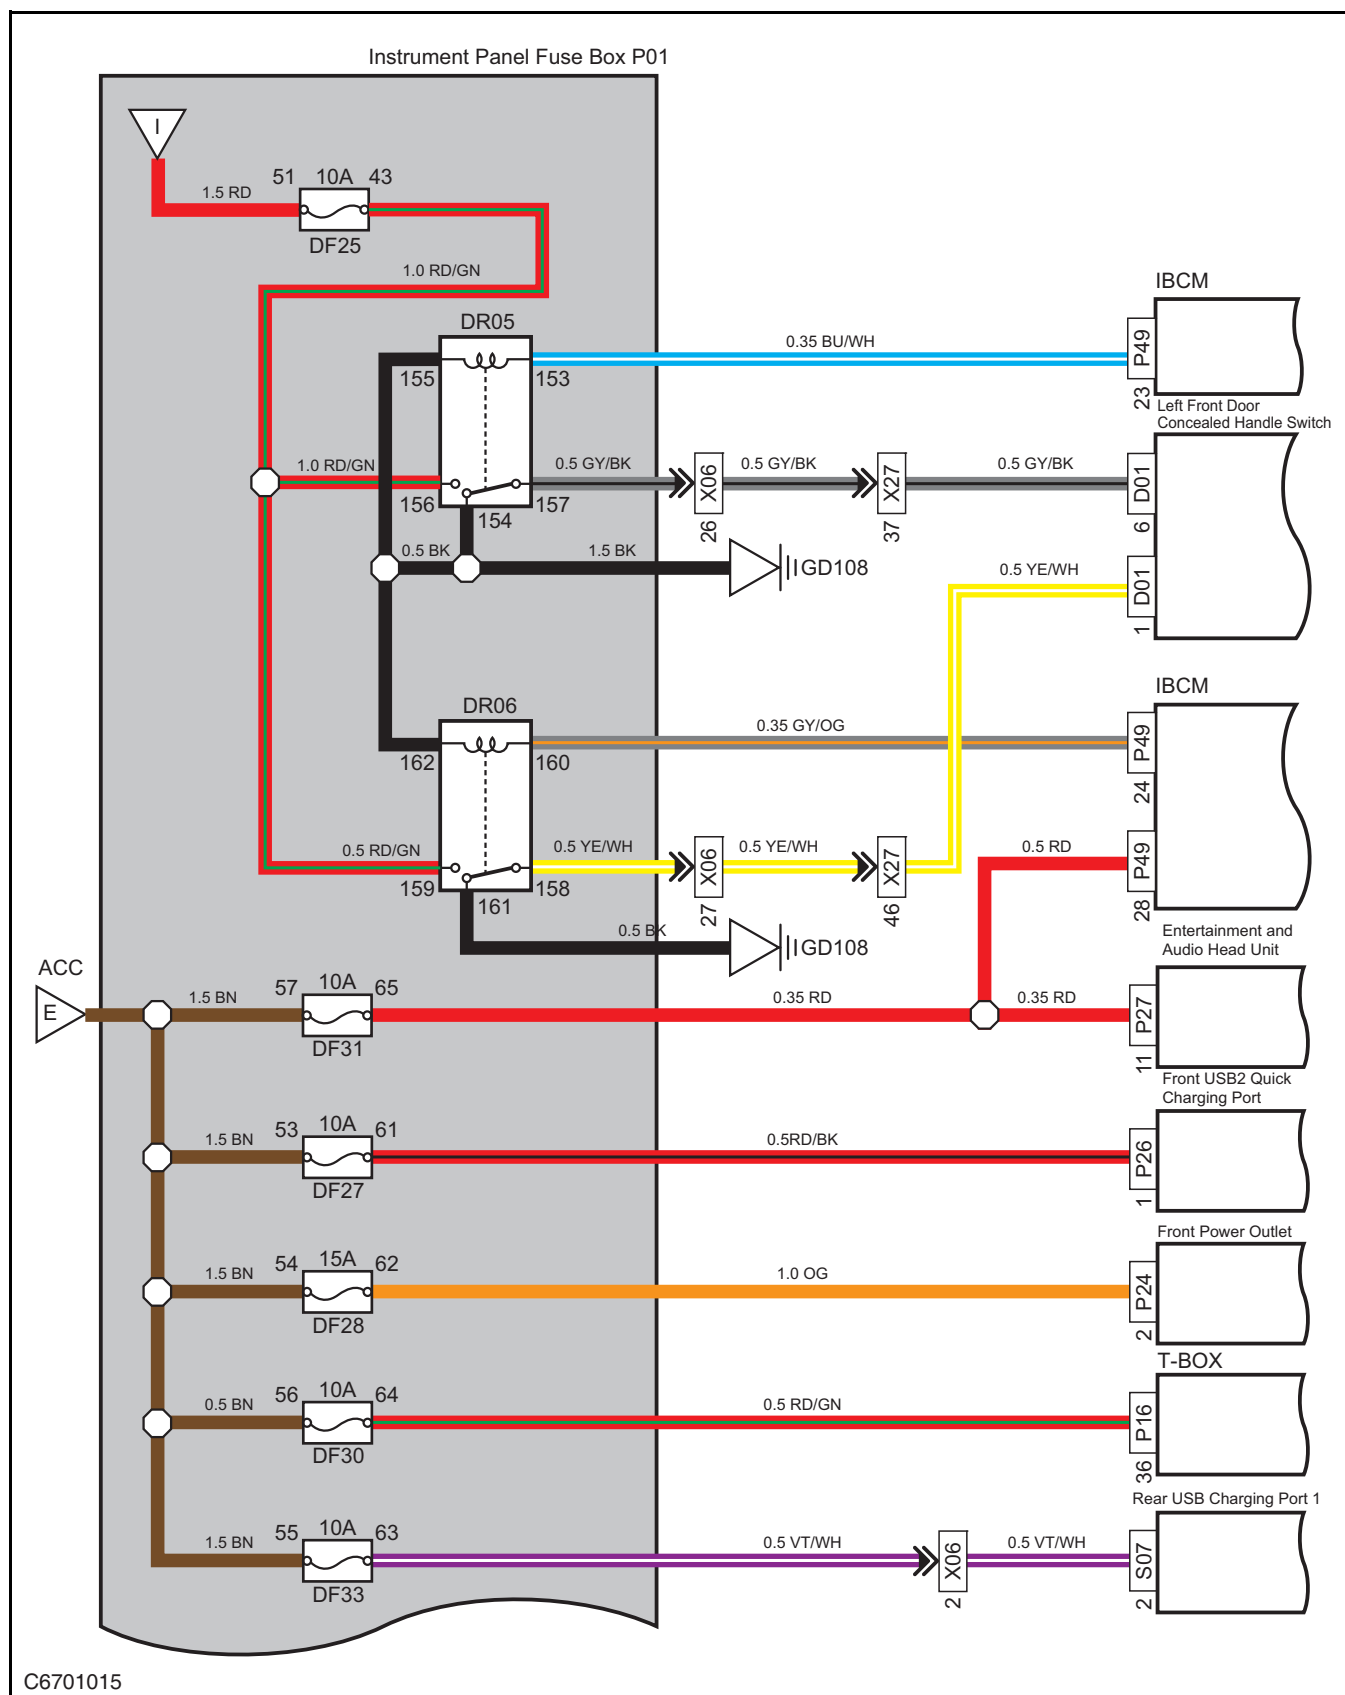 Instrument Panel Fuse Box P01
I
51 10A 43
1.5 RD
DF25
1.0 RD/GN
DR05
155 153
0.35 BU/WH
IBCM
P49
23
Left Front Door
Concealed Handle Switch
1.0 RD/GN
156 157
154
0.5 GY/BK
X06
26
0.5 GY/BK
X27
37
0.5 GY/BK
D01
6
0.5 BK
1.5 BK
GD108
0.5 YE/WH
D01
1
DR06
162 160
0.35 GY/OG
IBCM
P49
24
0.5 RD/GN
159 158
161
0.5 YE/WH
X06
27
0.5 YE/WH
X27
46
0.5 RD
P49
28
0.5 BK
GD108
Entertainment and
Audio Head Unit
ACC
E
1.5 BN
57 10A 65
DF31
0.35 RD
0.35 RD
P27
11
Front USB2 Quick
Charging Port
1.5 BN
53 10A 61
DF27
0.5RD/BK
P26
1
Front Power Outlet
1.5 BN
54 15A 62
DF28
1.0 OG
P24
2
T-BOX
0.5 BN
56 10A 64
DF30
0.5 RD/GN
P16
36
Rear USB Charging Port 1
1.5 BN
55 10A 63
DF33
0.5 VT/WH
X06
2
0.5 VT/WH
S07
2
C6701015